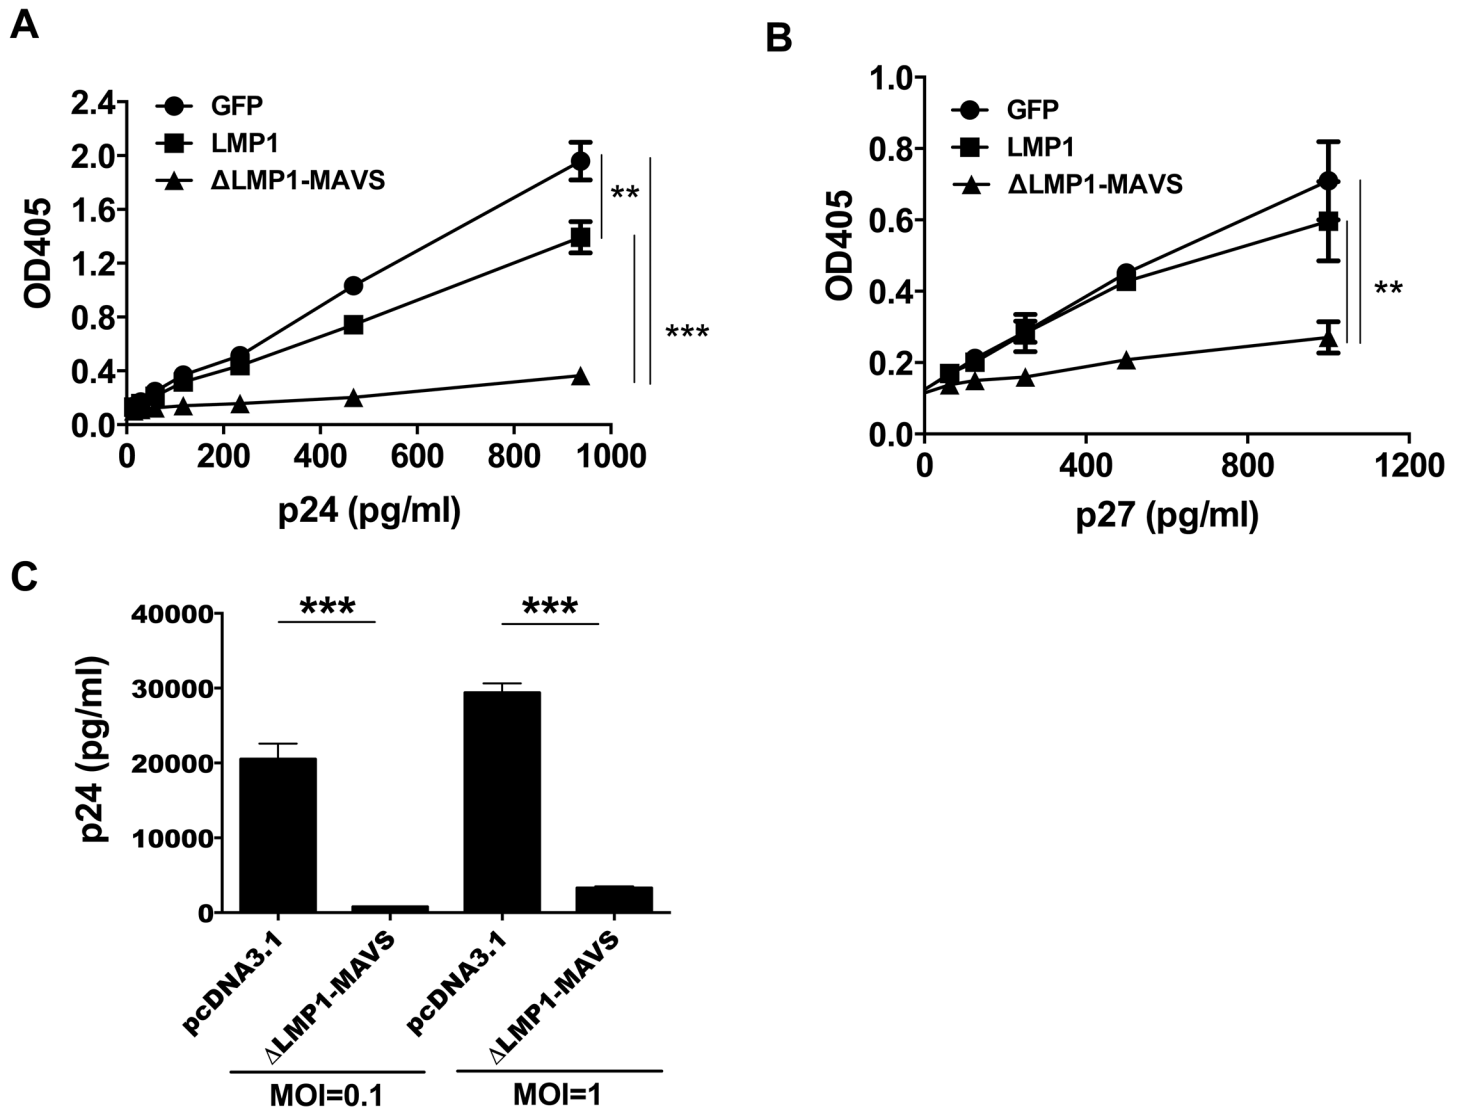 A
2.4
2.0
1.6
1.2
0.8
0.4
0.0
OD405
GFP
LMP1
ΔLMP1-MAVS
**
***
0 200 400 600 800 1000
p24 (pg/ml)
B
1.0
0.8
0.6
0.4
0.2
0.0
OD405
GFP
LMP1
ΔLMP1-MAVS
**
0 400 800 1200
p27 (pg/ml)
C
40000
30000
20000
10000
0
p24 (pg/ml)
*** ***
pcDNA3.1
ΔLMP1-MAVS
pcDNA3.1
ΔLMP1-MAVS
MOI=0.1 MOI=1